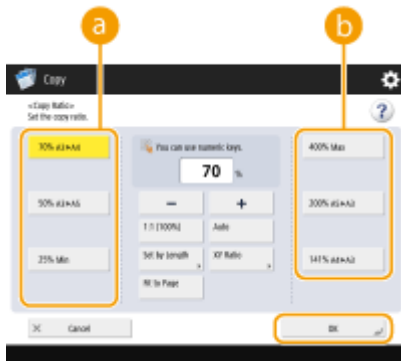 a
b
Copy
<Copy Ratio>
Set the copy ratio.
?
70% A3➔A4
You can use numeric keys.
400% Max
70 %
50% A3➔A5
- +
200% A5➔A3
1:1 (100%) Auto
25% Min
Set by Length XY Ratio
141% A4➔A3
Fit to Page
× Cancel
OK